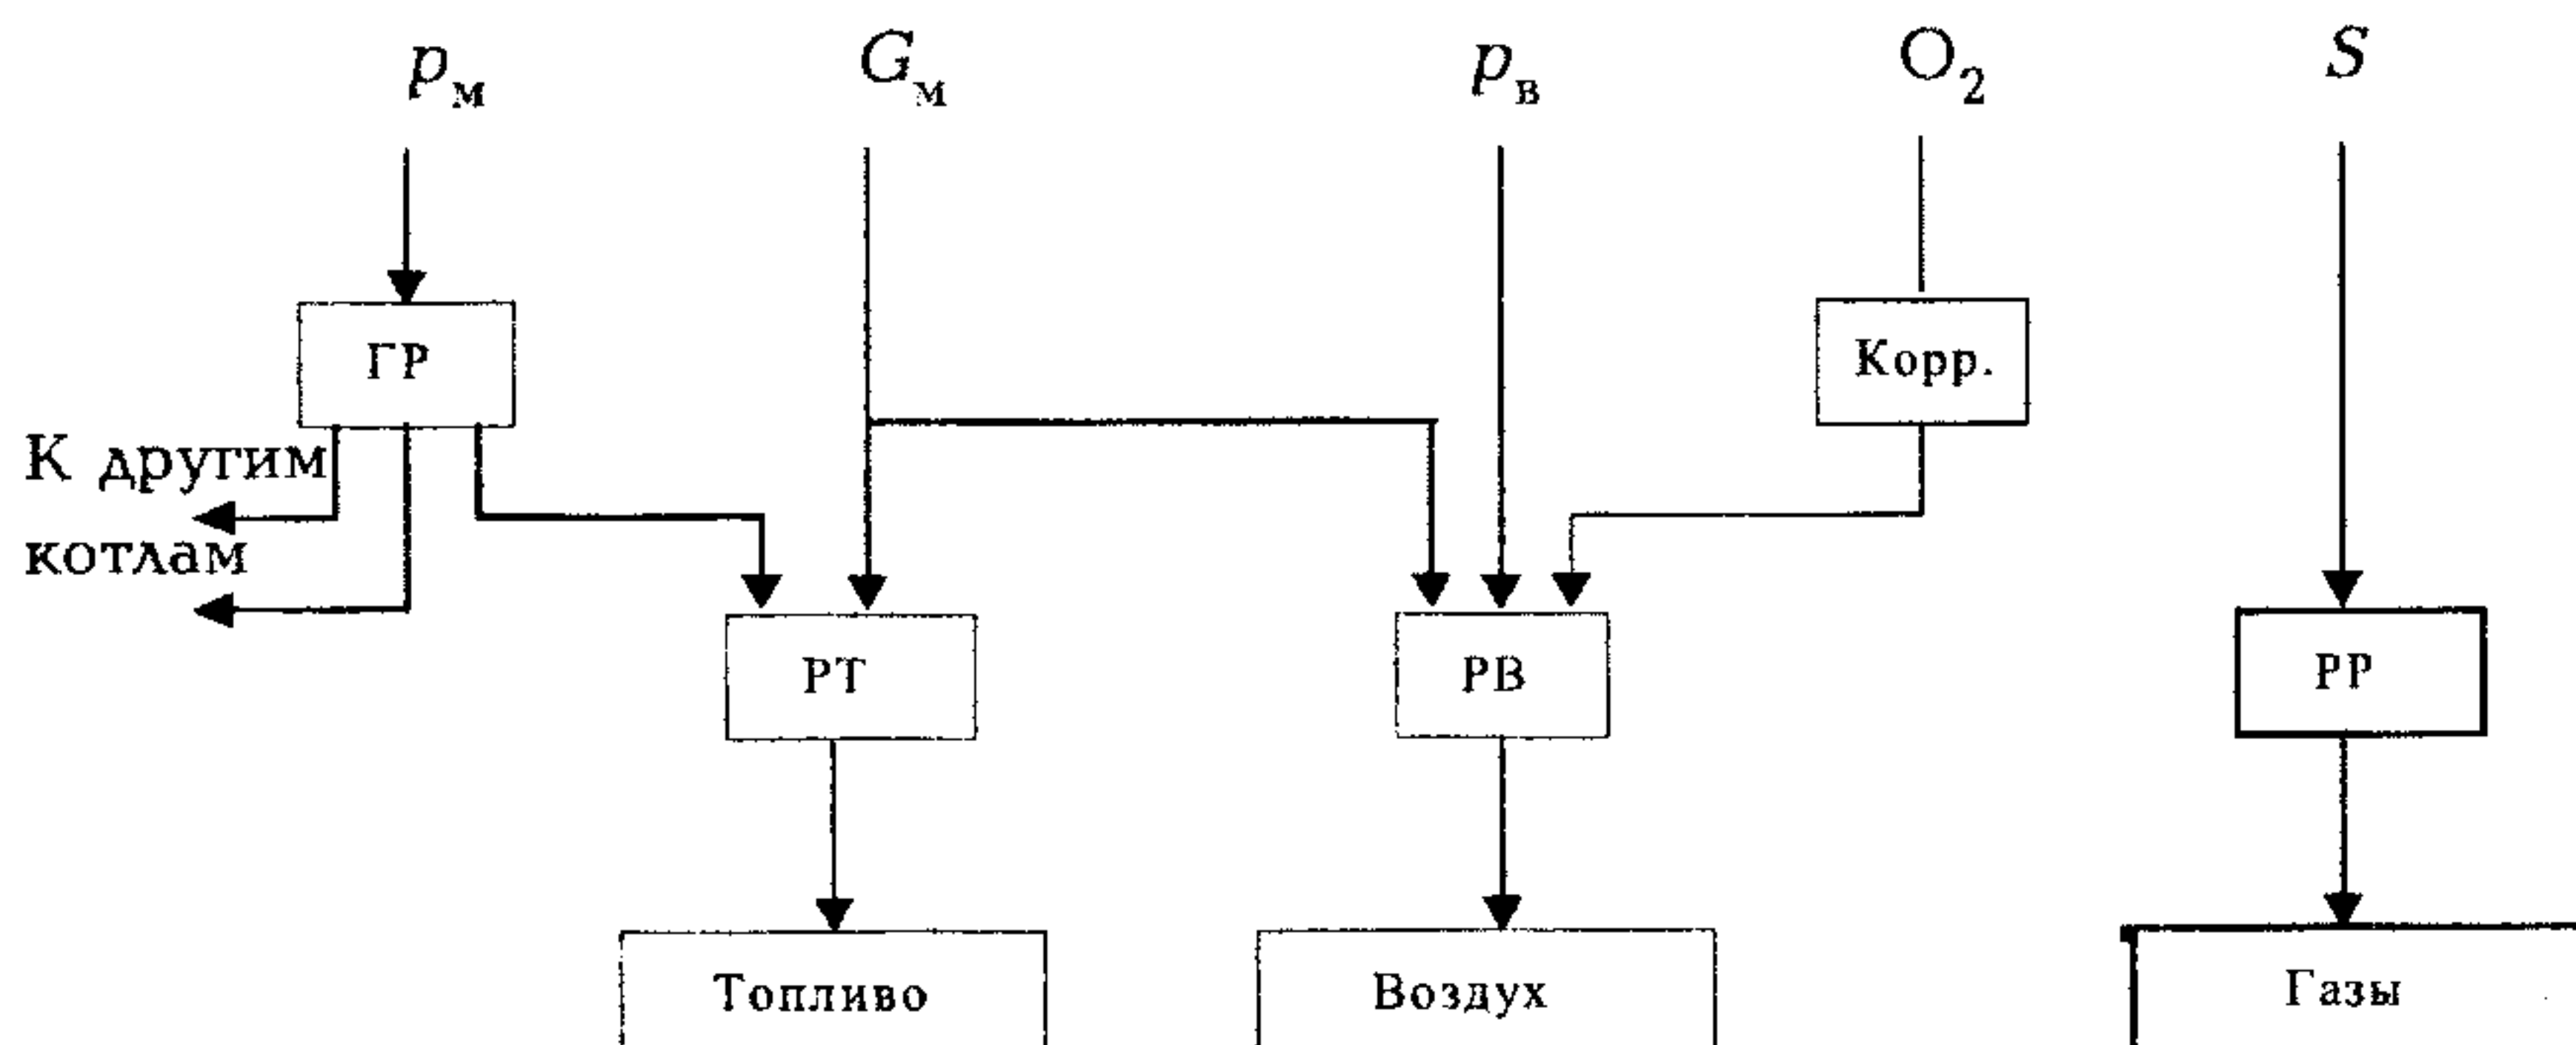 pм
Gм
pв
O₂
S
ГР
Корр.
К другим
котлам
РТ
РВ
РР
Топливо
Воздух
Газы